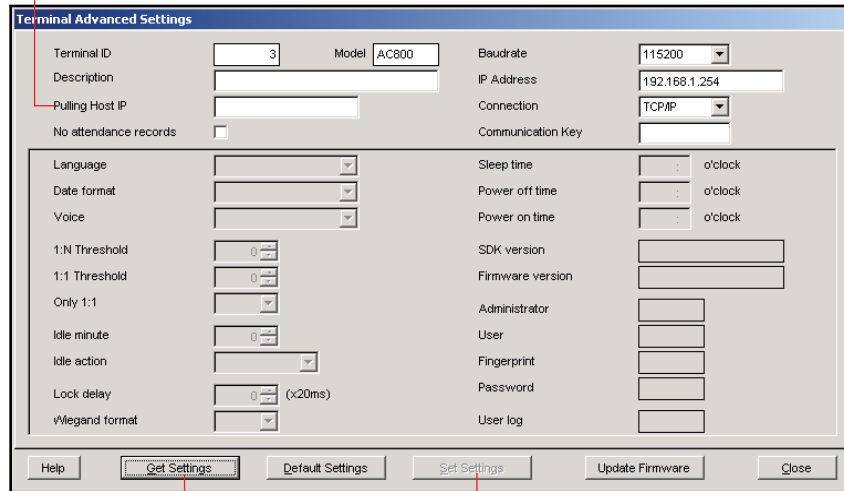 Terminal Advanced Settings
Terminal ID 3 Model AC800 Baudrate 115200
Description IP Address 192.168.1.254
Pulling Host IP Connection TCP/IP
No attendance records Communication Key
Language Sleep time : o'clock
Date format Power off time : o'clock
Voice Power on time : o'clock
1:N Threshold 0 SDK version
1:1 Threshold 0 Firmware version
Only 1:1 Administrator
Idle minute 0 User
Idle action Fingerprint
Lock delay 0 (x20ms) Password
Wiegand format User log
Help Get Settings Default Settings Set Settings Update Firmware Close